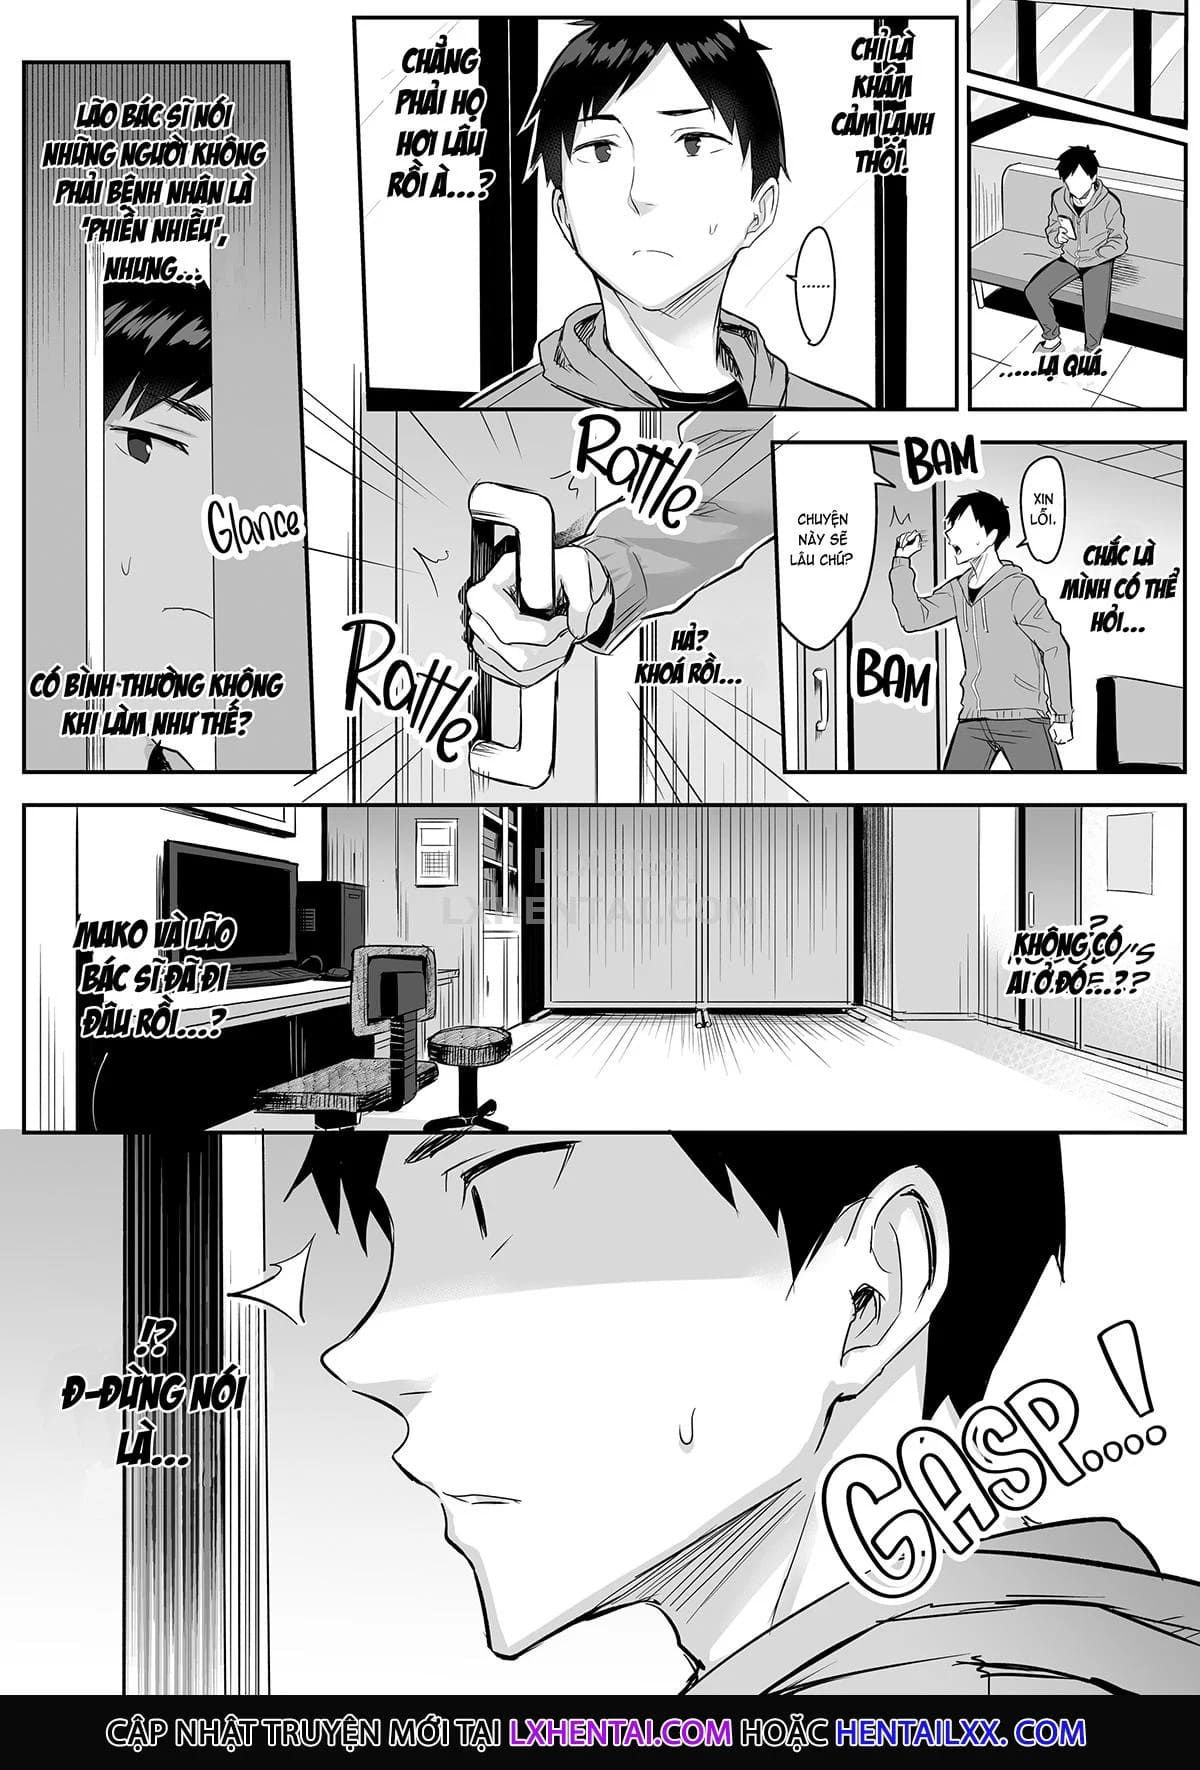 ......LẠ QUÁ.
CHỈ LÀ
KHÁM
CẢM LẠNH
THÔI.
........
CHẲNG
PHẢI HỌ
HƠI LÂU
RỒI À....?
XIN
LỖI.
CHẮC LÀ
MÌNH CÓ THỂ
HỎI...
BAM
BAM
CHUYỆN
NÀY SẼ
LÂU CHỨ?
Rattle
HẢ?
KHOÁ RỒI...
Rattle
LÃO BÁC SĨ NÓI
NHỮNG NGƯỜI KHÔNG
PHẢI BỆNH NHÂN LÀ
'PHIỀN NHIỄU',
NHƯNG...
Glance
CÓ BÌNH THƯỜNG KHÔNG
KHI LÀM NHƯ THẾ?
KHÔNG CÓ
AI Ở ĐÓ...??
MAKO VÀ LÃO
BÁC SĨ ĐÃ ĐI
ĐÂU RỒI....?
LXHENTAI.COM
GASP....!
!?
Đ-ĐỪNG NÓI
LÀ...
CẬP NHẬT TRUYỆN MỚI TẠI LXHENTAI.COM HOẶC HENTAILXX. COM